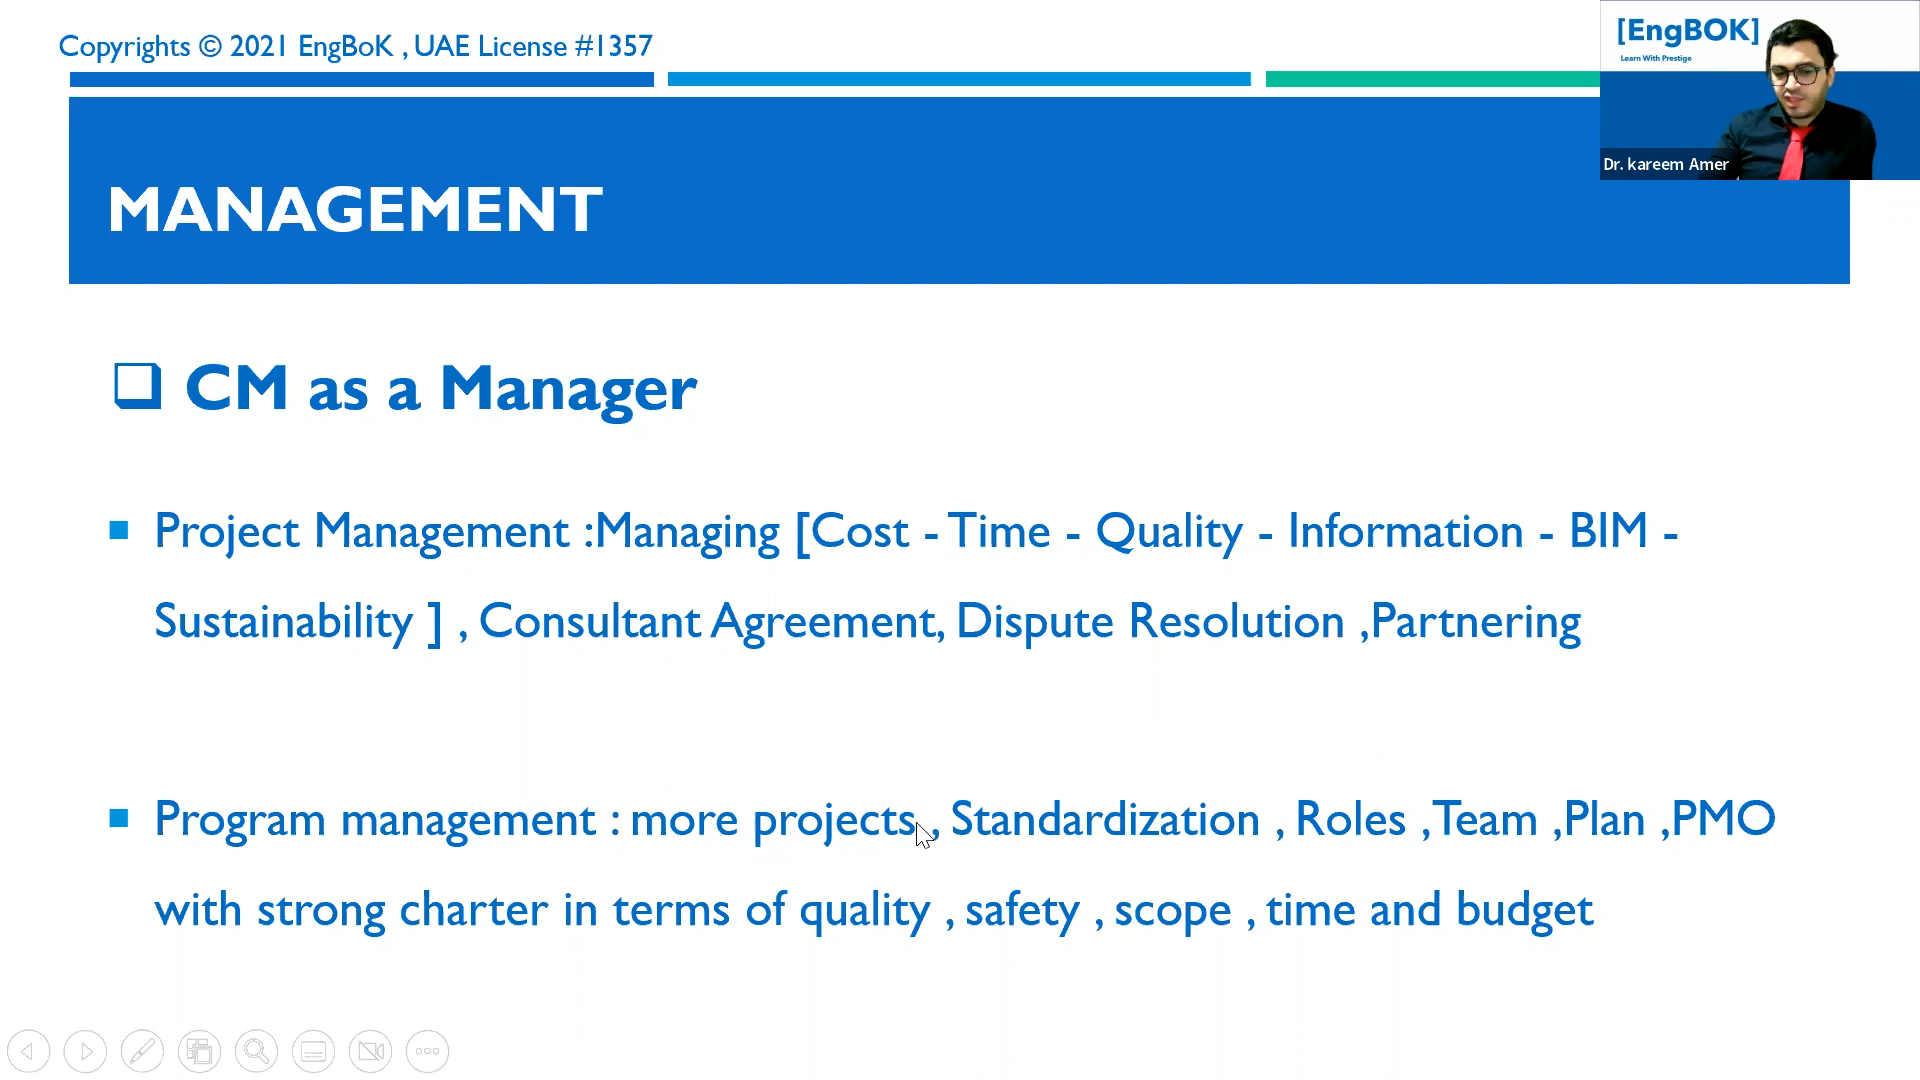 Copyrights © 2021 EngBoK , UAE License #1357
[EngBOK]
Learn With Prestige
Dr. kareem Amer
MANAGEMENT
CM as a Manager
Project Management :Managing [Cost - Time - Quality - Information - BIM -
Sustainability ] , Consultant Agreement, Dispute Resolution ,Partnering
Program management : more projects , Standardization , Roles ,Team ,Plan ,PMO
with strong charter in terms of quality , safety , scope , time and budget